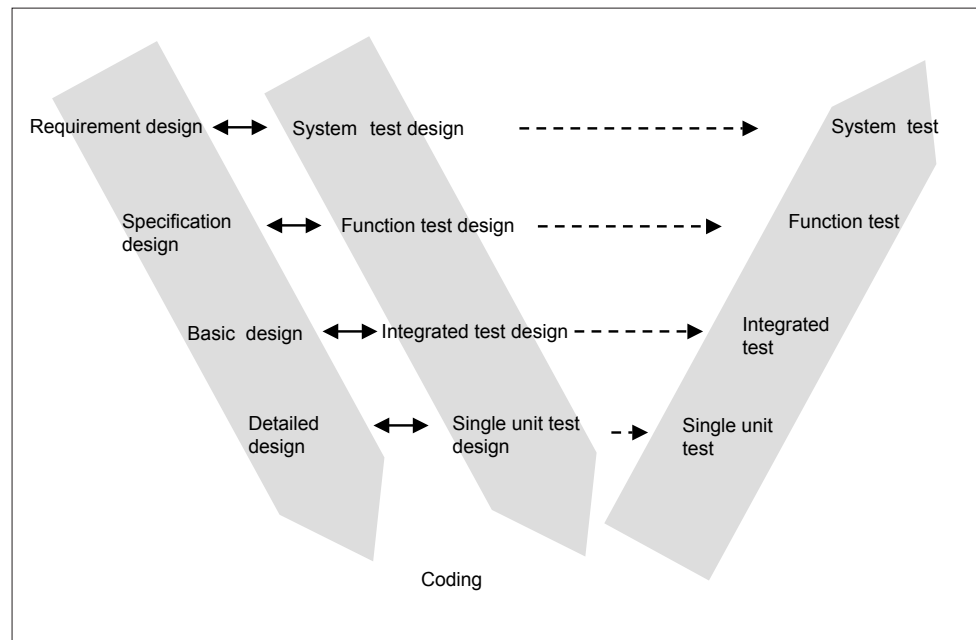 Requirement design
System test design
System test
Specification
design
Function test design
Function test
Basic design
Integrated test design
Integrated
test
Detailed
design
Single unit test
design
Single unit
test
Coding